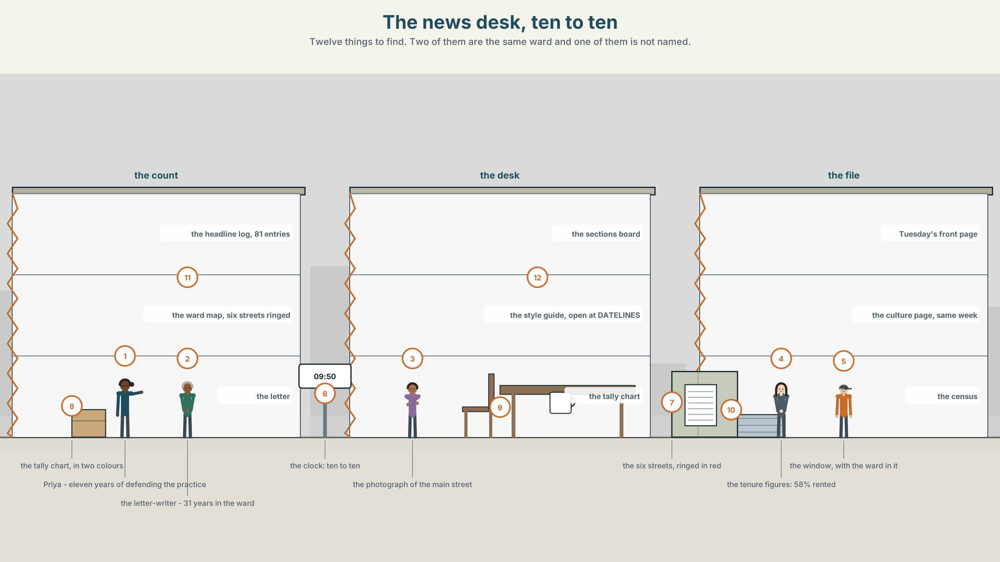 The news desk, ten to ten
Twelve things to find. Two of them are the same ward and one of them is not named.
the count
the desk
the file
the headline log, 81 entries
the sections board
Tuesday's front page
11
12
the ward map, six streets ringed
the style guide, open at DATELINES
the culture page, same week
1
2
3
4
5
09:50
6
the letter
the tally chart
the census
7
8
9
10
the tally chart, in two colours
the clock: ten to ten
the six streets, ringed in red
the window, with the ward in it
Priya - eleven years of defending the practice
the photograph of the main street
the tenure figures: 58% rented
the letter-writer - 31 years in the ward